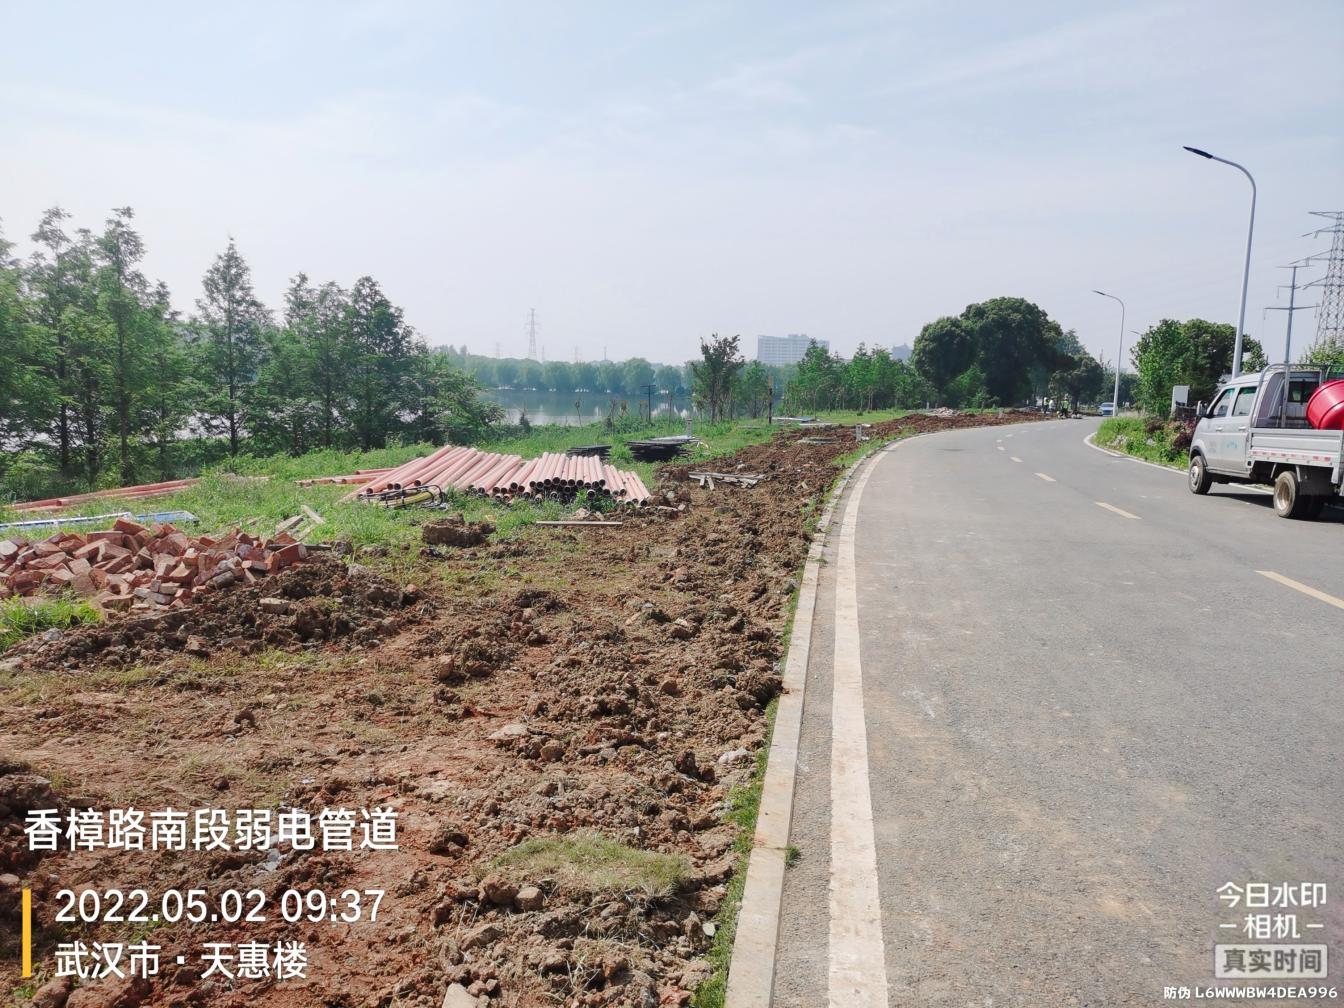 香樟路南段弱电管道
2022.05.02 09:37
武汉市·天惠楼
今日水印
-相机-
真实时间
防伪 L6WWWBW4DEA996